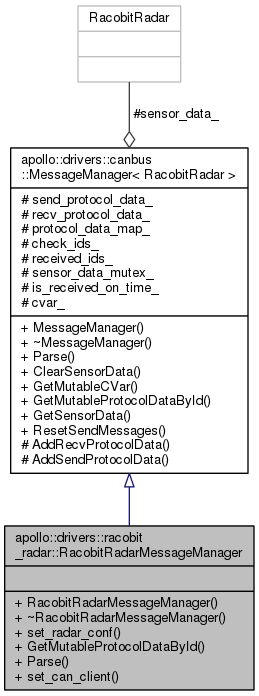 RacobitRadar
#sensor_data_
apollo::drivers::canbus
::MessageManager< RacobitRadar >
# send_protocol_data_
# recv_protocol_data_
# protocol_data_map_
# check_ids_
# received_ids_
# sensor_data_mutex_
# is_received_on_time_
# cvar_
+ MessageManager()
+ ~MessageManager()
+ Parse()
+ ClearSensorData()
+ GetMutableCVar()
+ GetMutableProtocolDataById()
+ GetSensorData()
+ ResetSendMessages()
# AddRecvProtocolData()
# AddSendProtocolData()
apollo::drivers::racobit
_radar::RacobitRadarMessageManager
+ RacobitRadarMessageManager()
+ ~RacobitRadarMessageManager()
+ set_radar_conf()
+ GetMutableProtocolDataById()
+ Parse()
+ set_can_client()